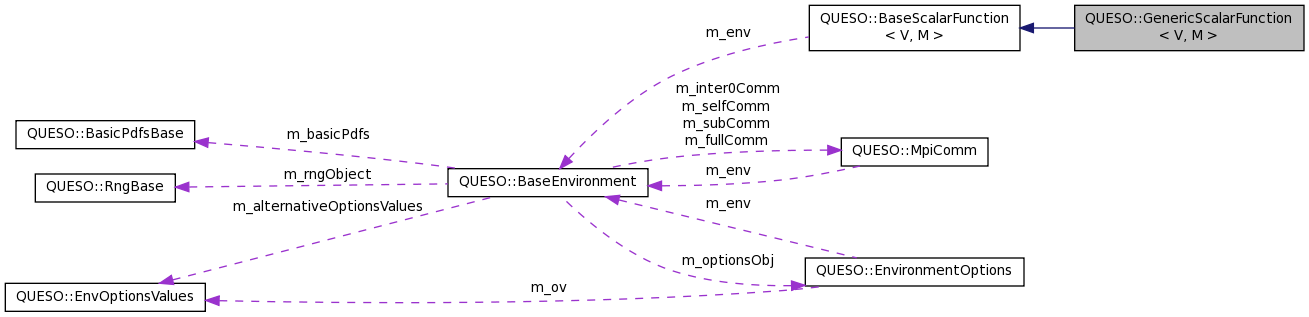 QUESO::BaseScalarFunction
< V, M >
QUESO::GenericScalarFunction
< V, M >
m_env
m_inter0Comm
m_selfComm
m_subComm
m_fullComm
QUESO::BasicPdfsBase
m_basicPdfs
QUESO::MpiComm
m_rngObject
m_env
QUESO::RngBase
QUESO::BaseEnvironment
m_alternativeOptionsValues
m_env
m_optionsObj
QUESO::EnvironmentOptions
m_ov
QUESO::EnvOptionsValues